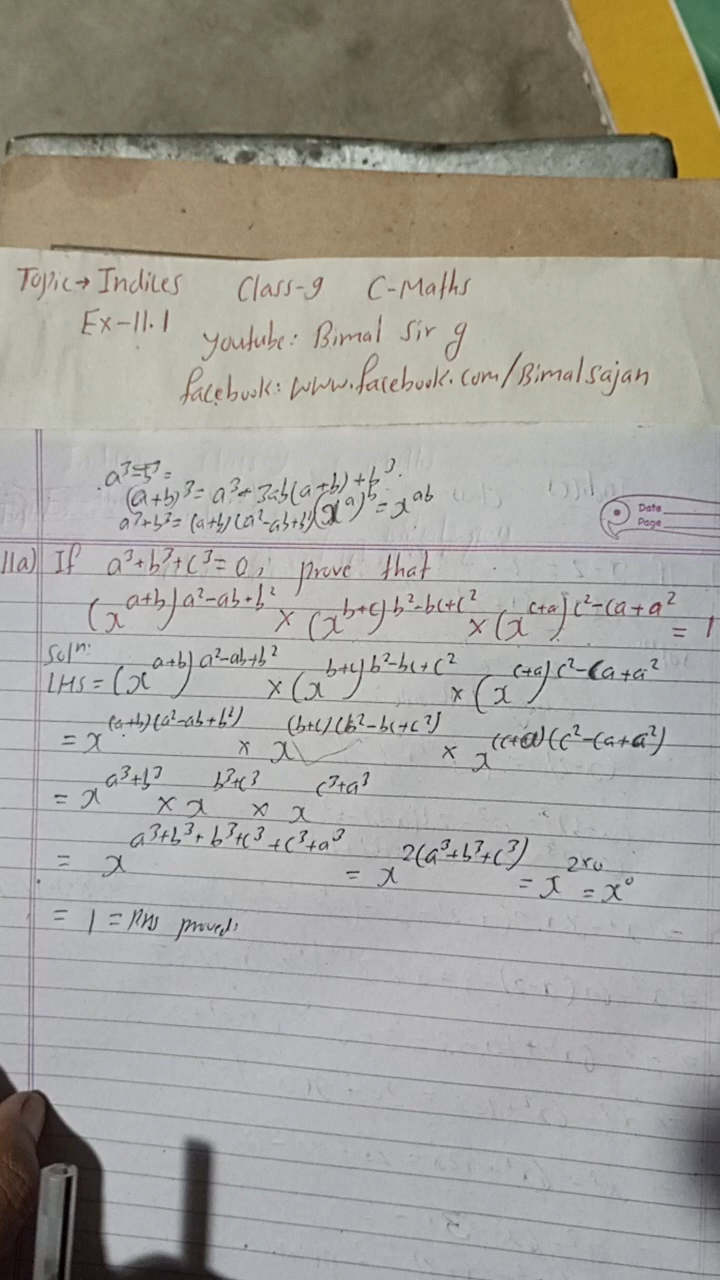 Topic→ Indices Class-9 C-Maths
Ex-11.1 youtube: Bimal Sir g
facebook: www.facebook.com/Bimalsajan
a³+b³=
(a+b)³ = a³+3ab(a+b)+b³.
a³+b³=(a+b)(a²-ab+b²) (x^a)^b = x^ab
Date
Page
11a) If a³+b³+c³=0, prove that
(x^a+b)^a²-ab+b² × (x^b+c)^b²-bc+c² × (x^c+a)^c²-ca+a² = 1
Solⁿ:
LHS = (x^a+b)^a²-ab+b² × (x^b+c)^b²-bc+c² × (x^c+a)^c²-ca+a²
= x^(a+b)(a²-ab+b²) × x^(b+c)(b²-bc+c²) × x^(c+a)(c²-ca+a²)
= x^a³+b³ × x^b³+c³ × x^c³+a³
= x^a³+b³+b³+c³+c³+a³ = x^2(a³+b³+c³) = x^2×0 = x⁰
= 1 = RHS proved.